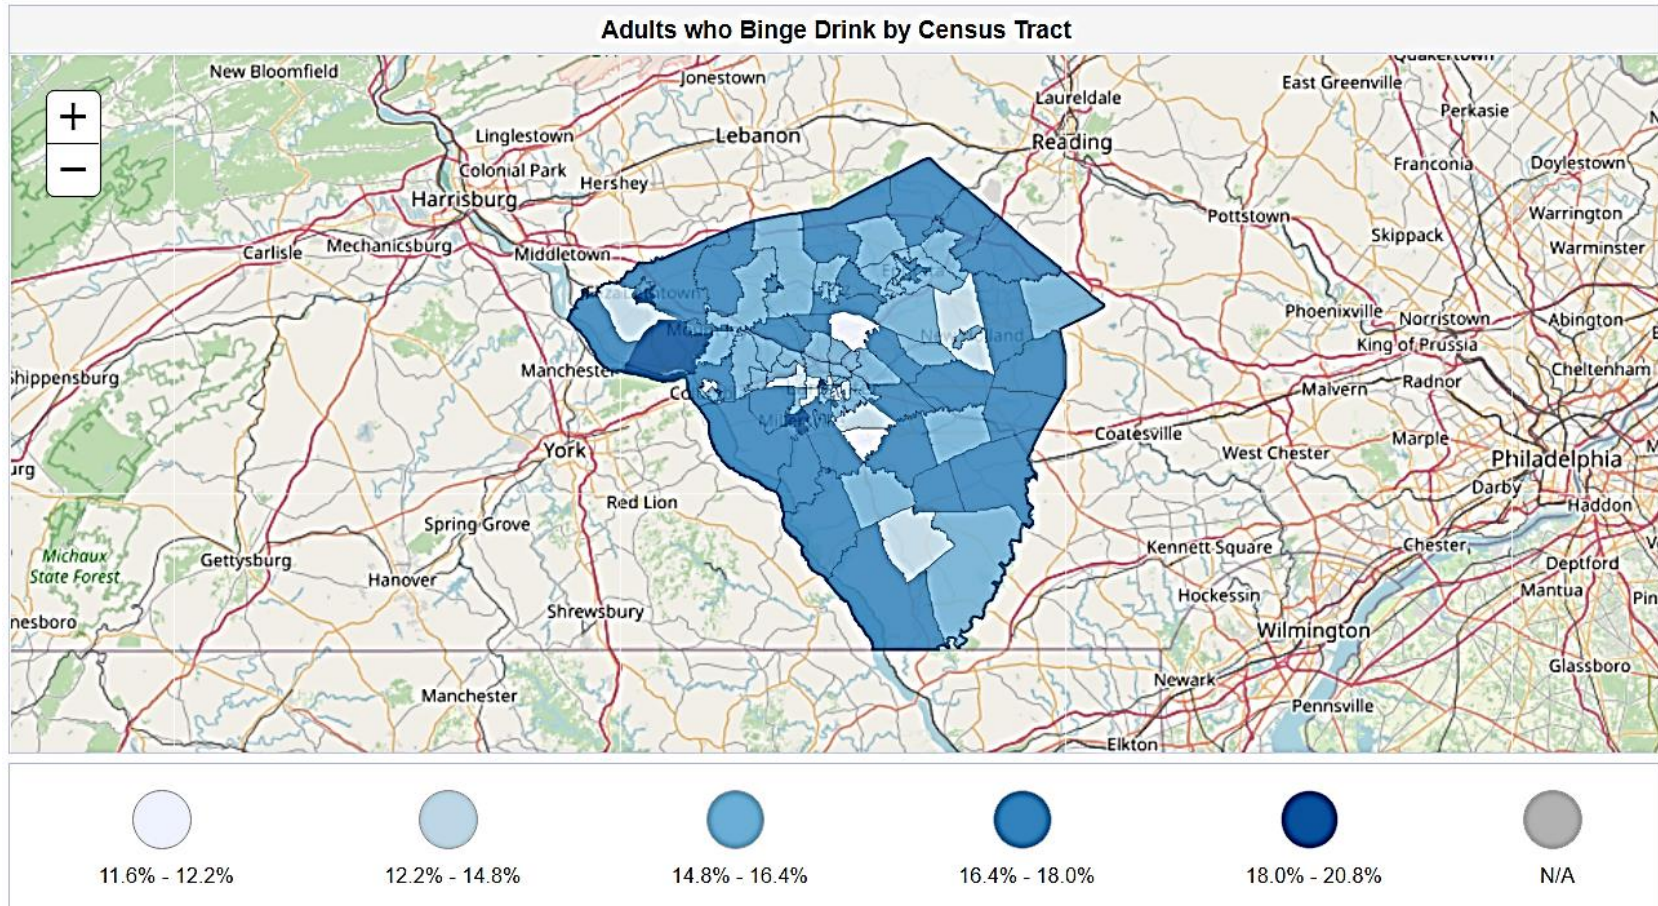 Adults who Binge Drink by Census Tract
+
−
New Bloomfield
Jonestown
Quakertown
East Greenville
Perkasie
Laureldale
Linglestown
Lebanon
Reading
Colonial Park
Hershey
Franconia
Doylestown
Harrisburg
Pottstown
Warrington
Skippack
Warminster
Carlisle
Mechanicsburg
Middletown
Phoenixville
Norristown
Abington
King of Prussia
Manchester
Malvern
Radnor
Cheltenham
Coatesville
Marple
York
West Chester
Philadelphia
Darby
Red Lion
Haddon
Spring Grove
Michaux
State Forest
Gettysburg
Kennett Square
Chester
Deptford
Hanover
Mantua
Hockessin
Shrewsbury
Wilmington
Glassboro
Newark
Manchester
Pennsville
Elkton
11.6% - 12.2%
12.2% - 14.8%
14.8% - 16.4%
16.4% - 18.0%
18.0% - 20.8%
N/A